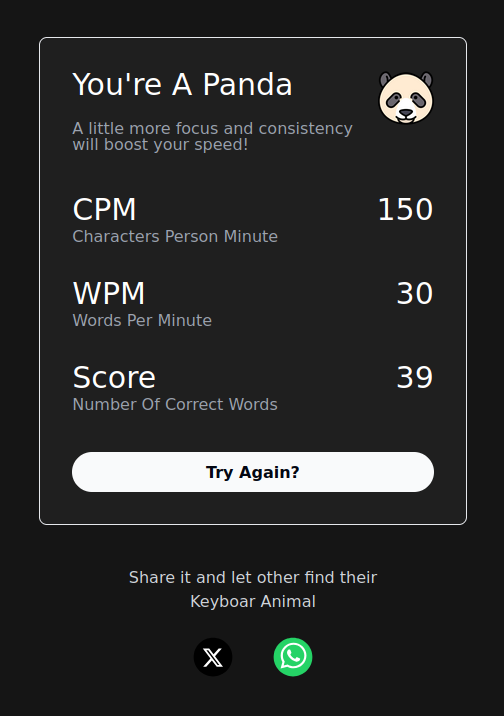 You're A Panda
A little more focus and consistency
will boost your speed!
CPM 150
Characters Person Minute
WPM 30
Words Per Minute
Score 39
Number Of Correct Words
Try Again?
Share it and let other find their
Keyboar Animal